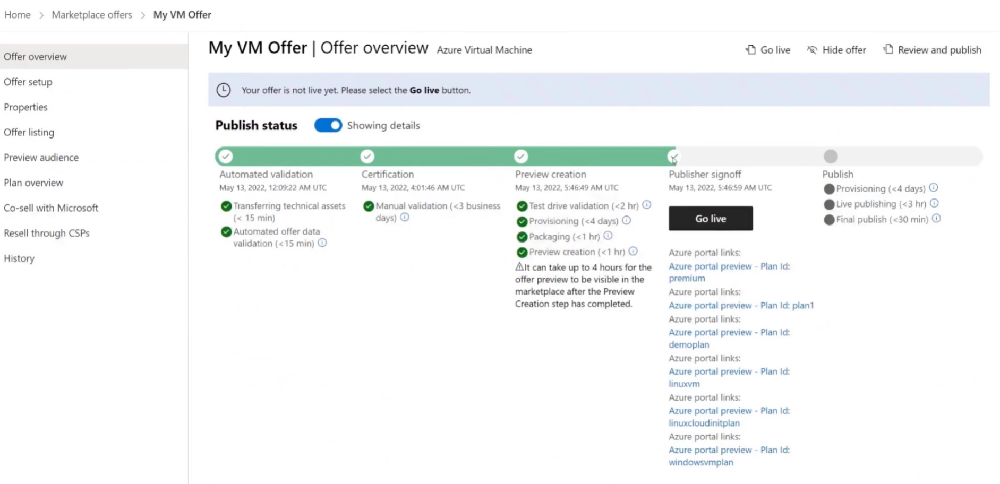 Home > Marketplace offers > My VM Offer
Offer overview
Offer setup
Properties
Offer listing
Preview audience
Plan overview
Co-sell with Microsoft
Resell through CSPs
History
My VM Offer | Offer overview Azure Virtual Machine
Go live Hide offer Review and publish
Your offer is not live yet. Please select the Go live button.
Publish status Showing details
Automated validation
May 13, 2022, 12:09:22 AM UTC
Transferring technical assets
(< 15 min)
Automated offer data
validation (<15 min)
Certification
May 13, 2022, 4:01:46 AM UTC
Manual validation (<3 business
days)
Preview creation
May 13, 2022, 5:46:49 AM UTC
Test drive validation (<2 hr)
Provisioning (<4 days)
Packaging (<1 hr)
Preview creation (<1 hr)
It can take up to 4 hours for the
offer preview to be visible in the
marketplace after the Preview
Creation step has completed.
Publisher signoff
May 13, 2022, 5:46:59 AM UTC
Go live
Azure portal links:
Azure portal preview - Plan Id:
premium
Azure portal links:
Azure portal preview - Plan Id: plan1
Azure portal links:
Azure portal preview - Plan Id:
demoplan
Azure portal links:
Azure portal preview - Plan Id:
linuxvm
Azure portal links:
Azure portal preview - Plan Id:
linuxcloudinitplan
Azure portal links:
Azure portal preview - Plan Id:
windowsvmplan
Publish
Provisioning (<4 days)
Live publishing (<3 hr)
Final publish (<30 min)